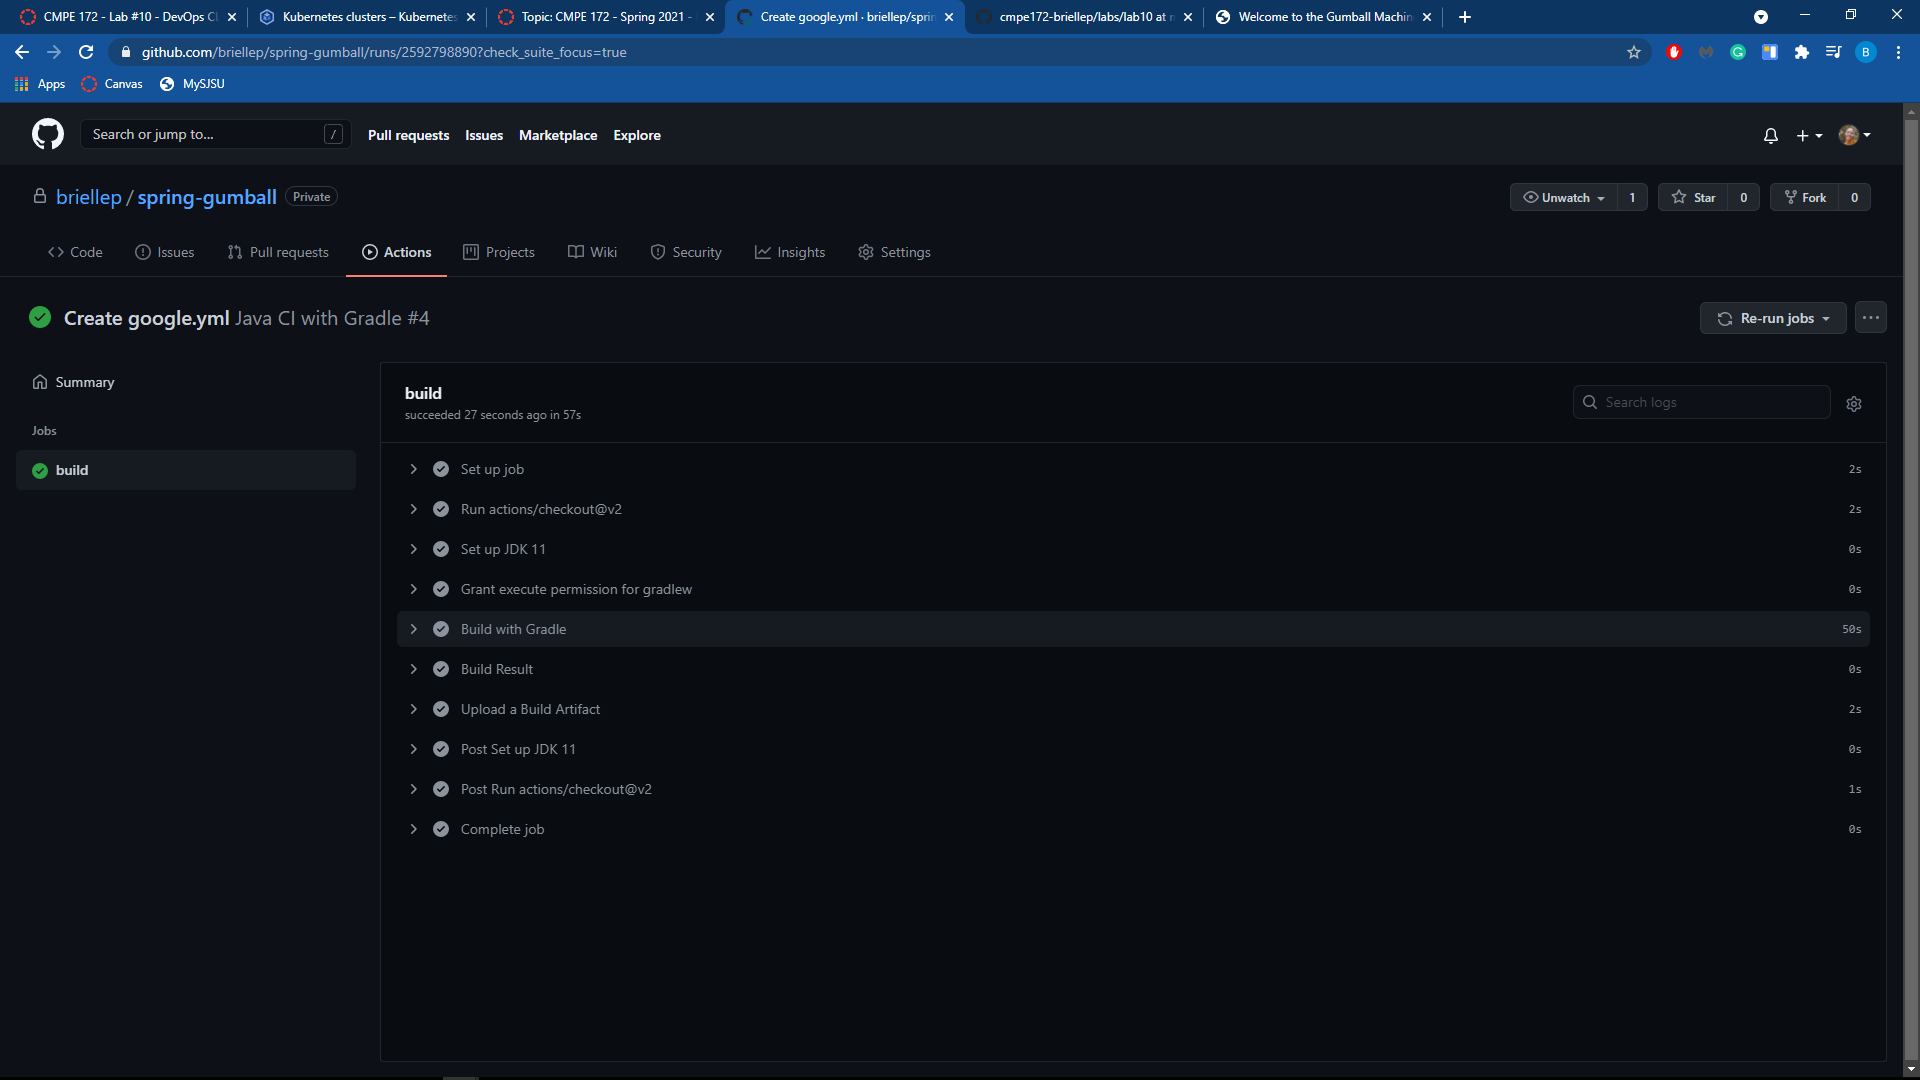 CMPE 172 - Lab #10 - DevOps CI
Kubernetes clusters – Kubernetes
Topic: CMPE 172 - Spring 2021 -
Create google.yml · briellep/sprin
cmpe172-briellep/labs/lab10 at
Welcome to the Gumball Machin
github.com/briellep/spring-gumball/runs/2592798890?check_suite_focus=true
B
Apps
Canvas
MySJSU
Search or jump to...
/
Pull requests
Issues
Marketplace
Explore
briellep / spring-gumball
Private
Unwatch
1
Star
0
Fork
0
Code
Issues
Pull requests
Actions
Projects
Wiki
Security
Insights
Settings
Create google.yml Java CI with Gradle #4
Re-run jobs
Summary
Jobs
build
build
succeeded 27 seconds ago in 57s
Search logs
Set up job 2s
Run actions/checkout@v2 2s
Set up JDK 11 0s
Grant execute permission for gradlew 0s
Build with Gradle 50s
Build Result 0s
Upload a Build Artifact 2s
Post Set up JDK 11 0s
Post Run actions/checkout@v2 1s
Complete job 0s